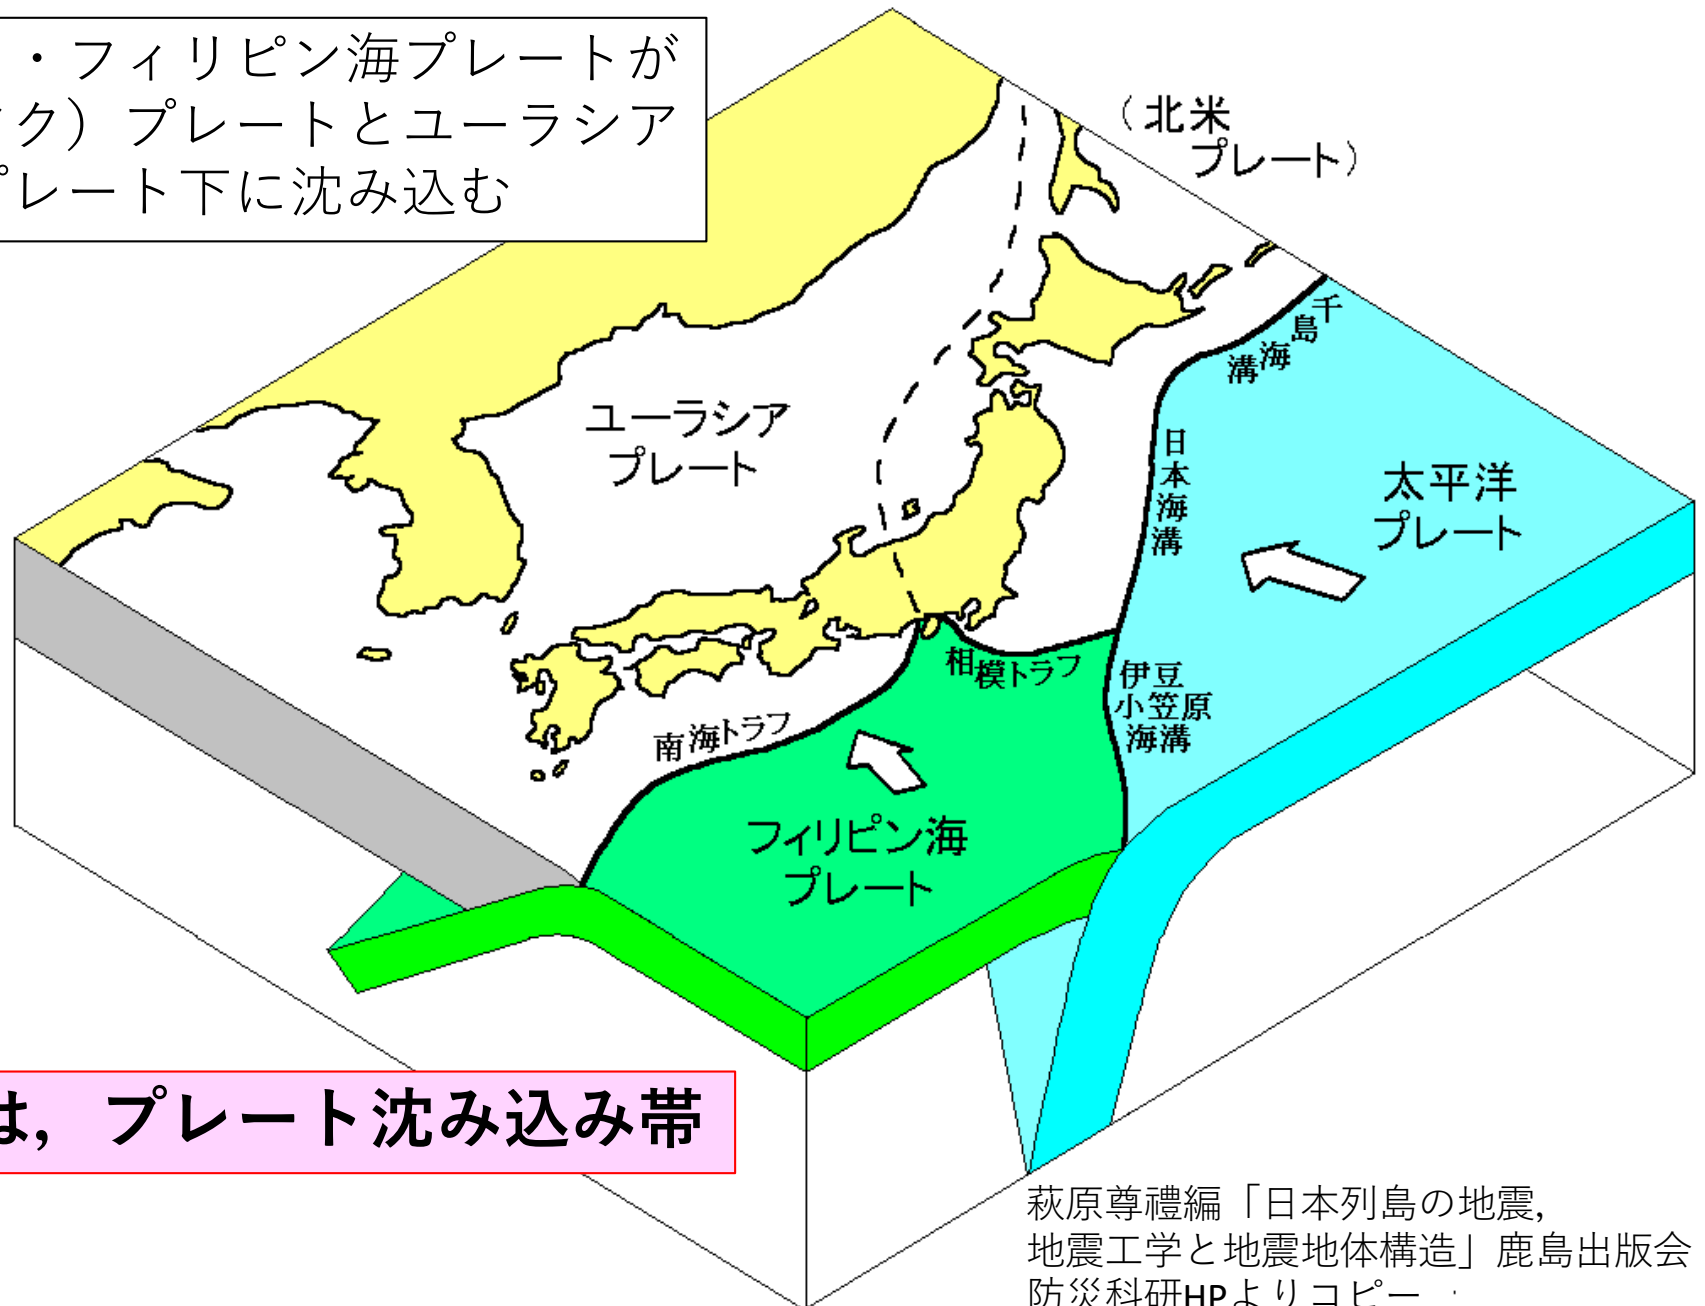 ・フィリピン海プレートが
ク）プレートとユーラシア
プレート下に沈み込む
（北米
プレート）
千島海溝
ユーラシア
プレート
日本海溝
太平洋
プレート
相模トラフ
伊豆
小笠原
海溝
南海トラフ
フィリピン海
プレート
は，プレート沈み込み帯
萩原尊禮編「日本列島の地震,
地震工学と地震地体構造」鹿島出版会
防災科研HPよりコピー